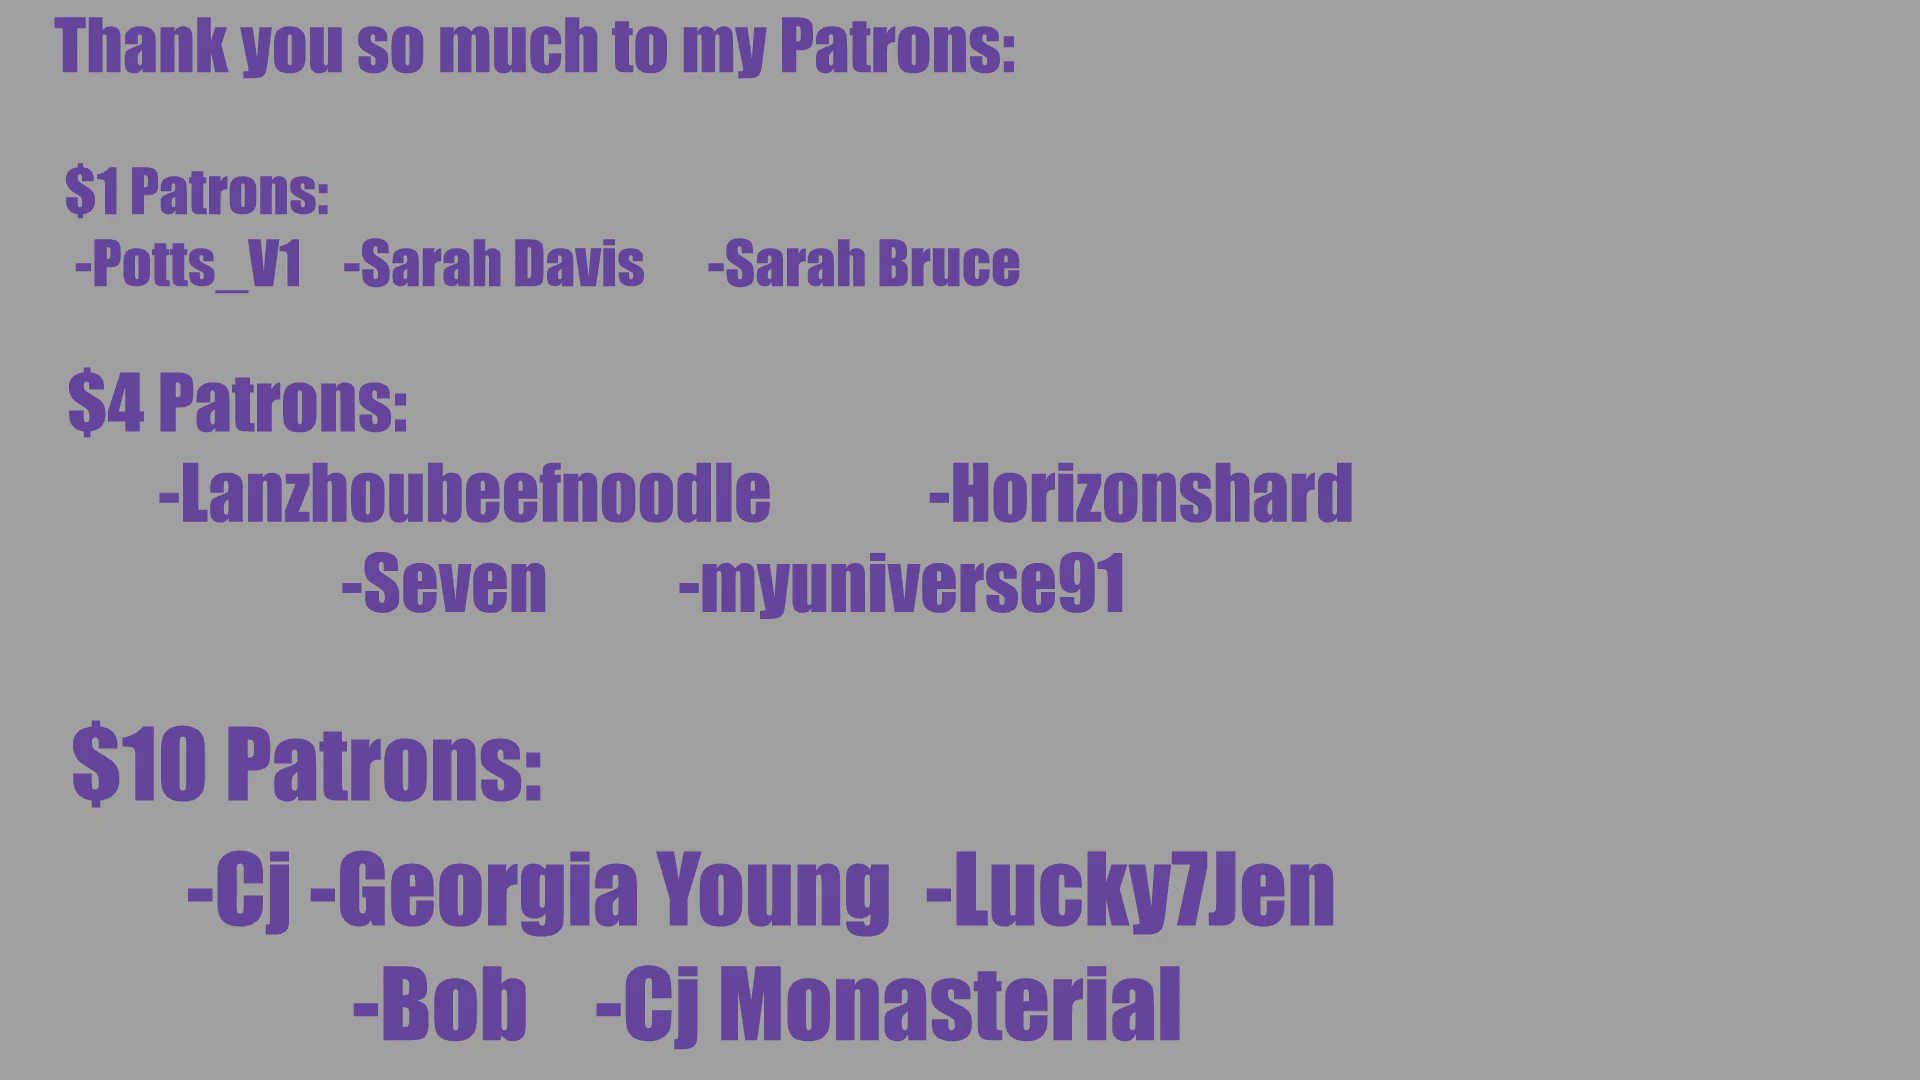 Thank you so much to my Patrons:
$1 Patrons:
-Potts_V1 -Sarah Davis -Sarah Bruce
$4 Patrons:
-Lanzhoubeefnoodle -Horizonshard
-Seven -myuniverse91
$10 Patrons:
-Cj -Georgia Young -Lucky7Jen
-Bob -Cj Monasterial